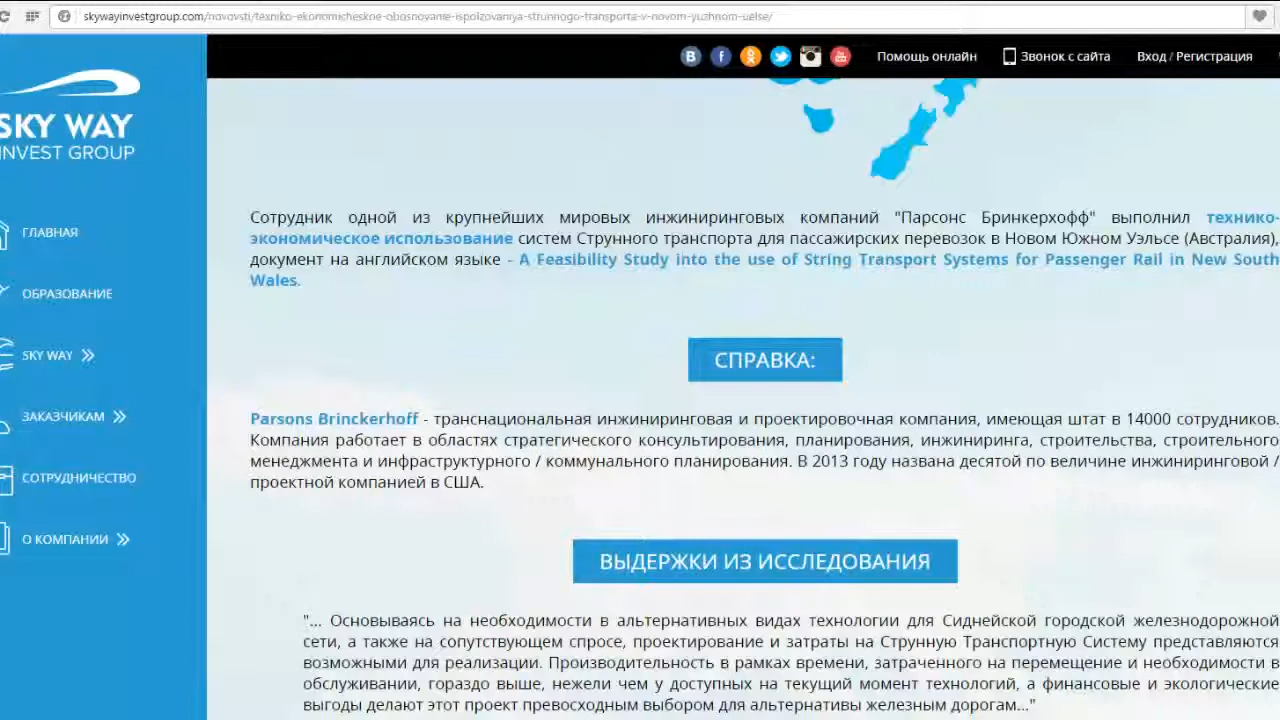 skywayinvestgroup.com/novovsti/texniko-ekonomicheskoe-obosnovanie-ispolzovaniya-strunnogo-transporta-v-novom-yuzhnom-uelse/
Помощь онлайн Звонок с сайта Вход / Регистрация
SKY WAY
INVEST GROUP
ГЛАВНАЯ
ОБРАЗОВАНИЕ
SKY WAY
ЗАКАЗЧИКАМ
СОТРУДНИЧЕСТВО
О КОМПАНИИ
Сотрудник одной из крупнейших мировых инжиниринговых компаний "Парсонс Бринкерхофф" выполнил технико-
экономическое использование систем Струнного транспорта для пассажирских перевозок в Новом Южном Уэльсе (Австралия),
документ на английском языке - A Feasibility Study into the use of String Transport Systems for Passenger Rail in New South
Wales.
СПРАВКА:
Parsons Brinckerhoff - транснациональная инжиниринговая и проектировочная компания, имеющая штат в 14000 сотрудников.
Компания работает в областях стратегического консультирования, планирования, инжиниринга, строительства, строительного
менеджмента и инфраструктурного / коммунального планирования. В 2013 году названа десятой по величине инжиниринговой /
проектной компанией в США.
ВЫДЕРЖКИ ИЗ ИССЛЕДОВАНИЯ
"... Основываясь на необходимости в альтернативных видах технологии для Сиднейской городской железнодорожной
сети, а также на сопутствующем спросе, проектирование и затраты на Струнную Транспортную Систему представляются
возможными для реализации. Производительность в рамках времени, затраченного на перемещение и необходимости в
обслуживании, гораздо выше, нежели чем у доступных на текущий момент технологий, а финансовые и экологические
выгоды делают этот проект превосходным выбором для альтернативы железным дорогам..."